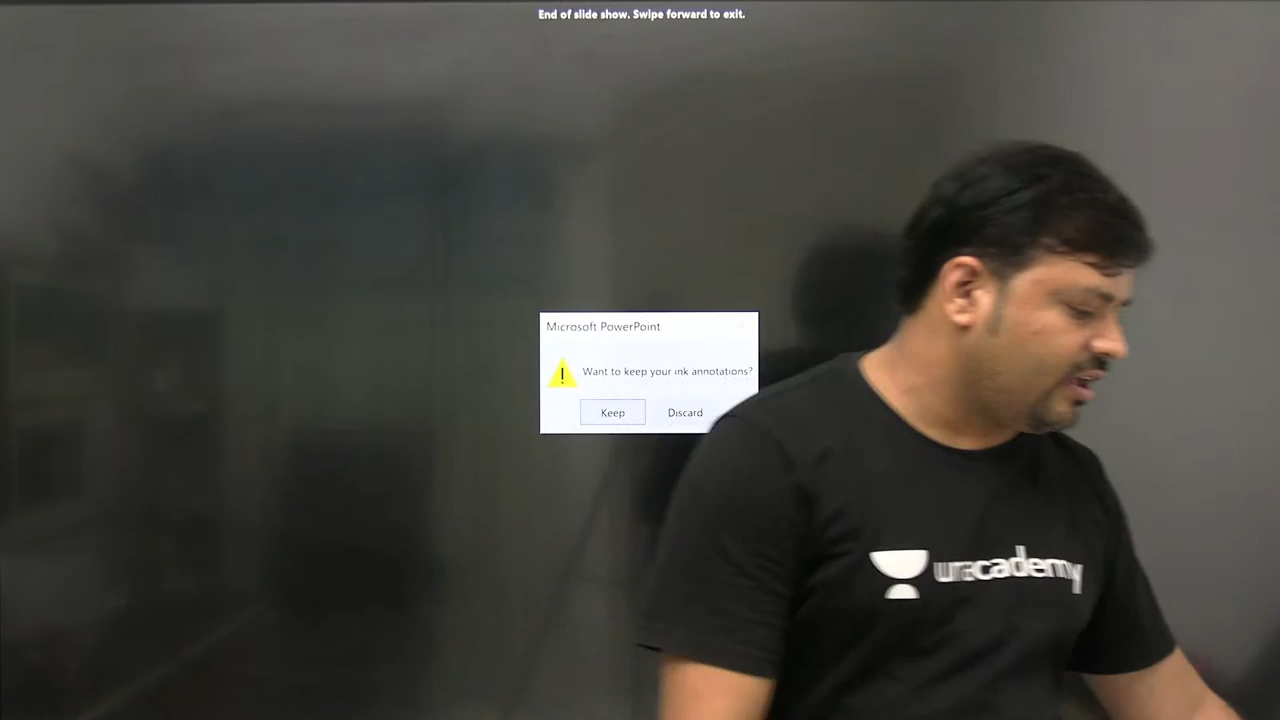 End of slide show. Swipe forward to exit.
Microsoft PowerPoint
Want to keep your ink annotations?
Keep
Discard
unacademy